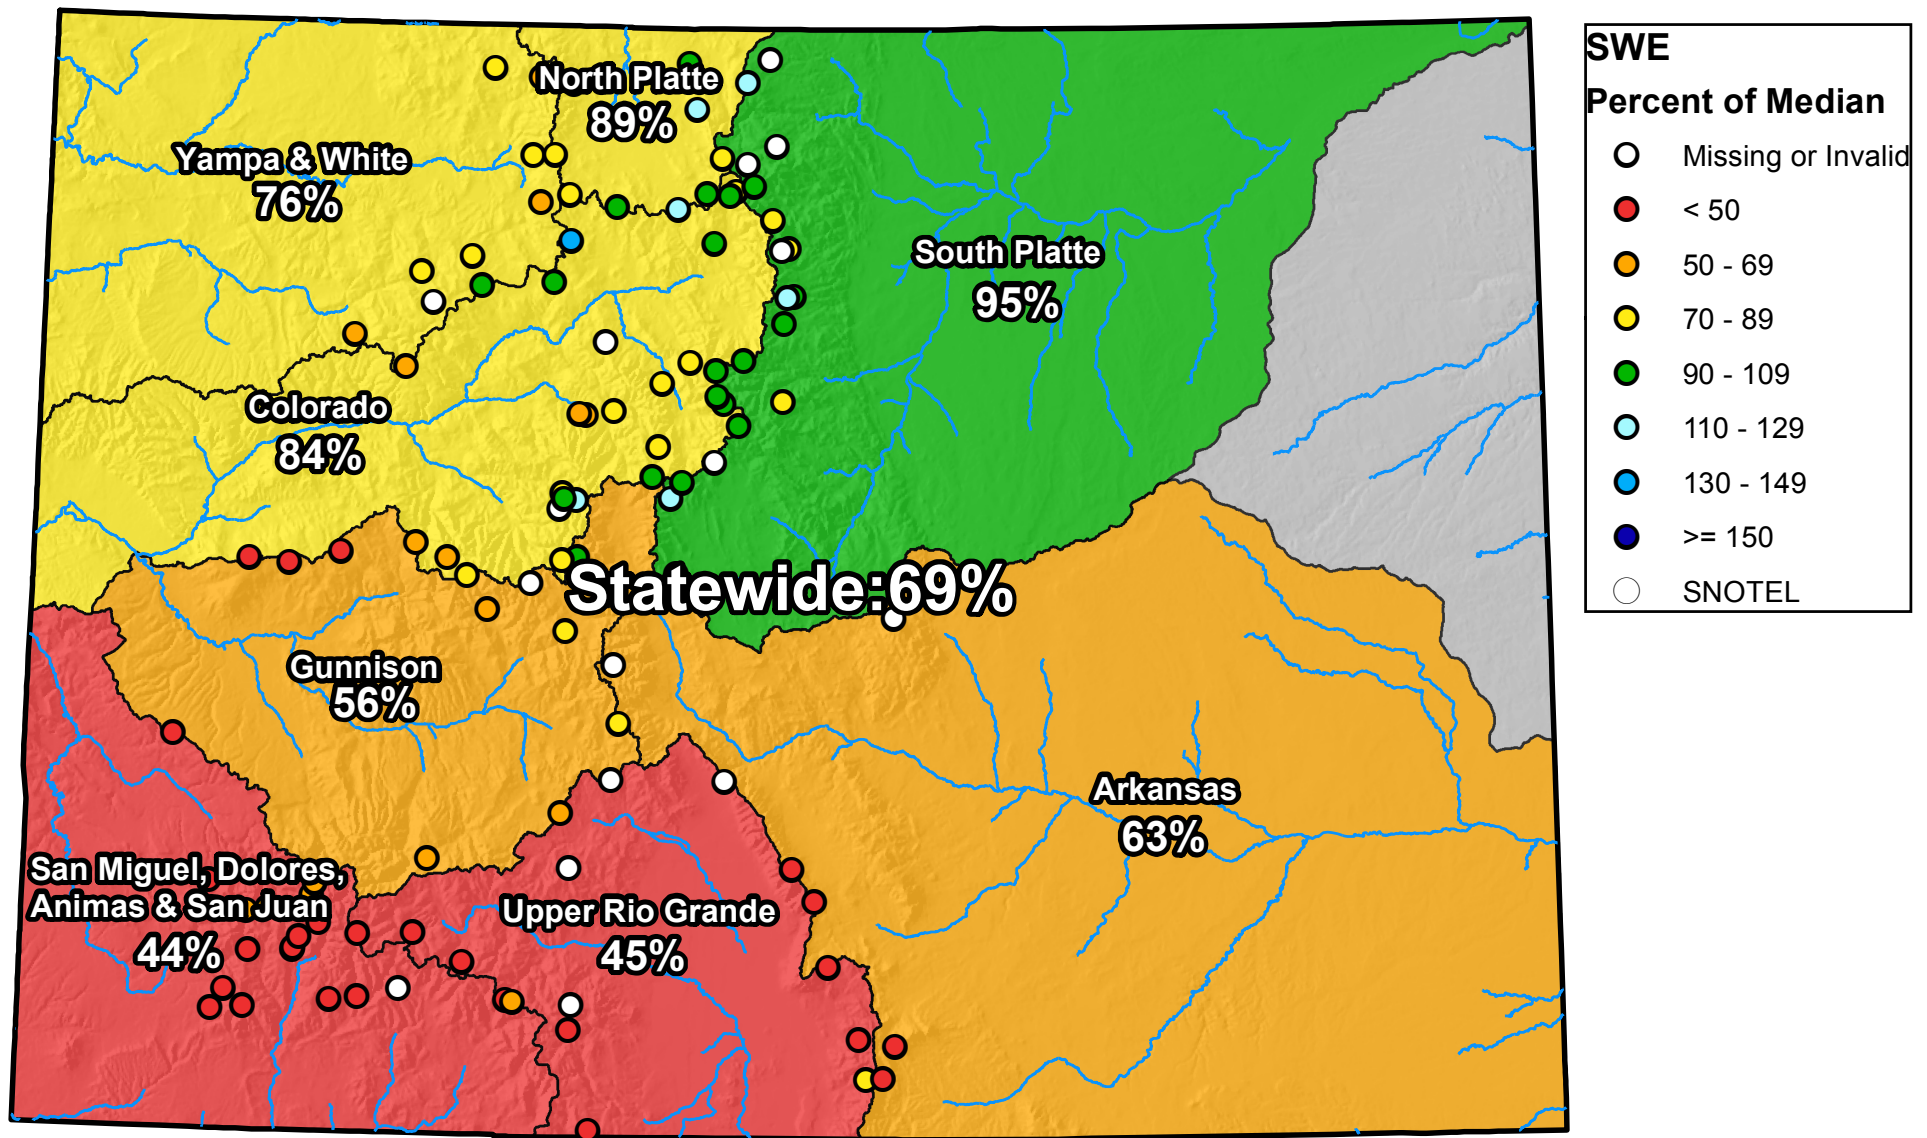 North Platte
89%
Yampa & White
76%
South Platte
95%
Colorado
84%
Statewide:69%
Gunnison
56%
Arkansas
63%
San Miguel, Dolores,
Animas & San Juan
44%
Upper Rio Grande
45%
SWE
Percent of Median
Missing or Invalid
< 50
50 - 69
70 - 89
90 - 109
110 - 129
130 - 149
>= 150
SNOTEL